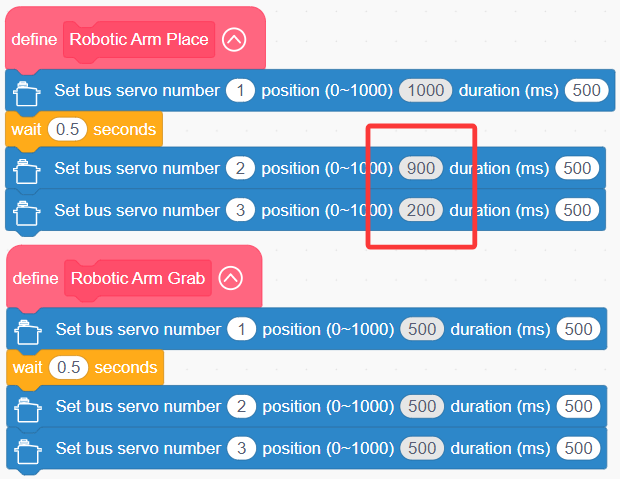 define Robotic Arm Place
Set bus servo number 1 position (0~1000) 1000 duration (ms) 500
wait 0.5 seconds
Set bus servo number 2 position (0~1000) 900 duration (ms) 500
Set bus servo number 3 position (0~1000) 200 duration (ms) 500
define Robotic Arm Grab
Set bus servo number 1 position (0~1000) 500 duration (ms) 500
wait 0.5 seconds
Set bus servo number 2 position (0~1000) 500 duration (ms) 500
Set bus servo number 3 position (0~1000) 500 duration (ms) 500